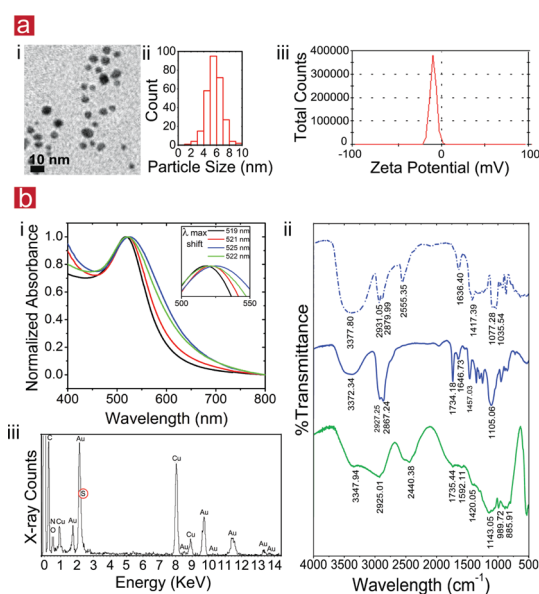 a
i
10 nm
ii
Count
100
80
60
40
20
0
0 2 4 6 8 10
Particle Size (nm)
iii
Total Counts
400000
300000
200000
100000
0
-100 0 100
Zeta Potential (mV)
b
i
Normalized Absorbance
1.0
0.8
0.6
0.4
0.2
0.0
400 500 600 700 800
Wavelength (nm)
λ max shift
519 nm
521 nm
525 nm
522 nm
500 550
ii
%Transmittance
3377.80
2931.05
2879.99
2555.35
1636.40
1417.39
1077.28
1035.54
3372.34
2927.25
2867.24
1734.18
1646.73
1457.03
1105.06
3347.94
2925.01
2440.38
1735.44
1592.11
1420.05
1143.05
989.72
885.91
4000 3500 3000 2500 2000 1500 1000 500
Wavelength (cm-1)
iii
X-ray Counts
C
N
O
Cu
Au
Au
S
Cu
Au
Cu
Au
Au
Au
Au
Au
0 1 2 3 4 5 6 7 8 9 10 11 12 13 14
Energy (KeV)